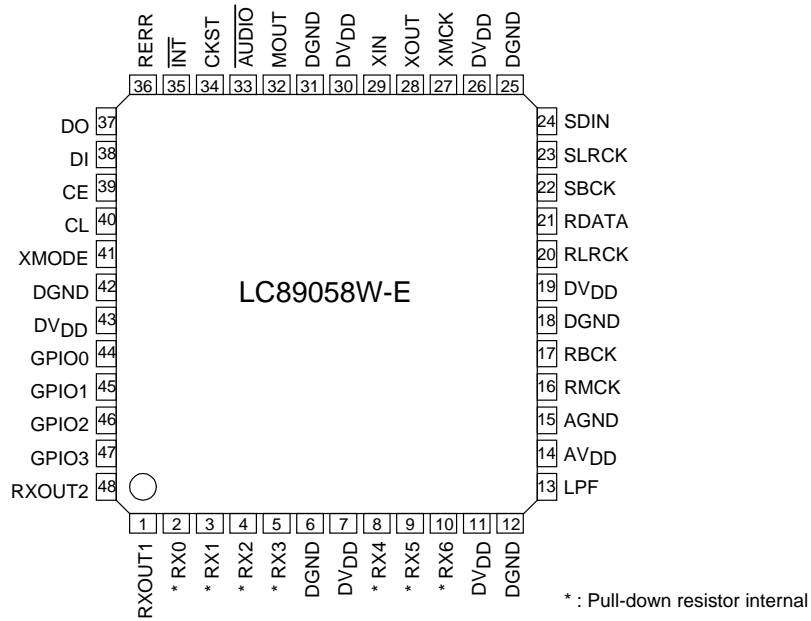 RERR
INT
CKST
AUDIO
MOUT
DGND
DVDD
XIN
XOUT
XMCK
DVDD
DGND
36 35 34 33 32 31 30 29 28 27 26 25
DO 37
DI 38
CE 39
CL 40
XMODE 41
DGND 42
DVDD 43
GPIO0 44
GPIO1 45
GPIO2 46
GPIO3 47
RXOUT2 48
LC89058W-E
24 SDIN
23 SLRCK
22 SBCK
21 RDATA
20 RLRCK
19 DVDD
18 DGND
17 RBCK
16 RMCK
15 AGND
14 AVDD
13 LPF
1 2 3 4 5 6 7 8 9 10 11 12
RXOUT1
* RX0
* RX1
* RX2
* RX3
DGND
DVDD
* RX4
* RX5
* RX6
DVDD
DGND
* : Pull-down resistor internal